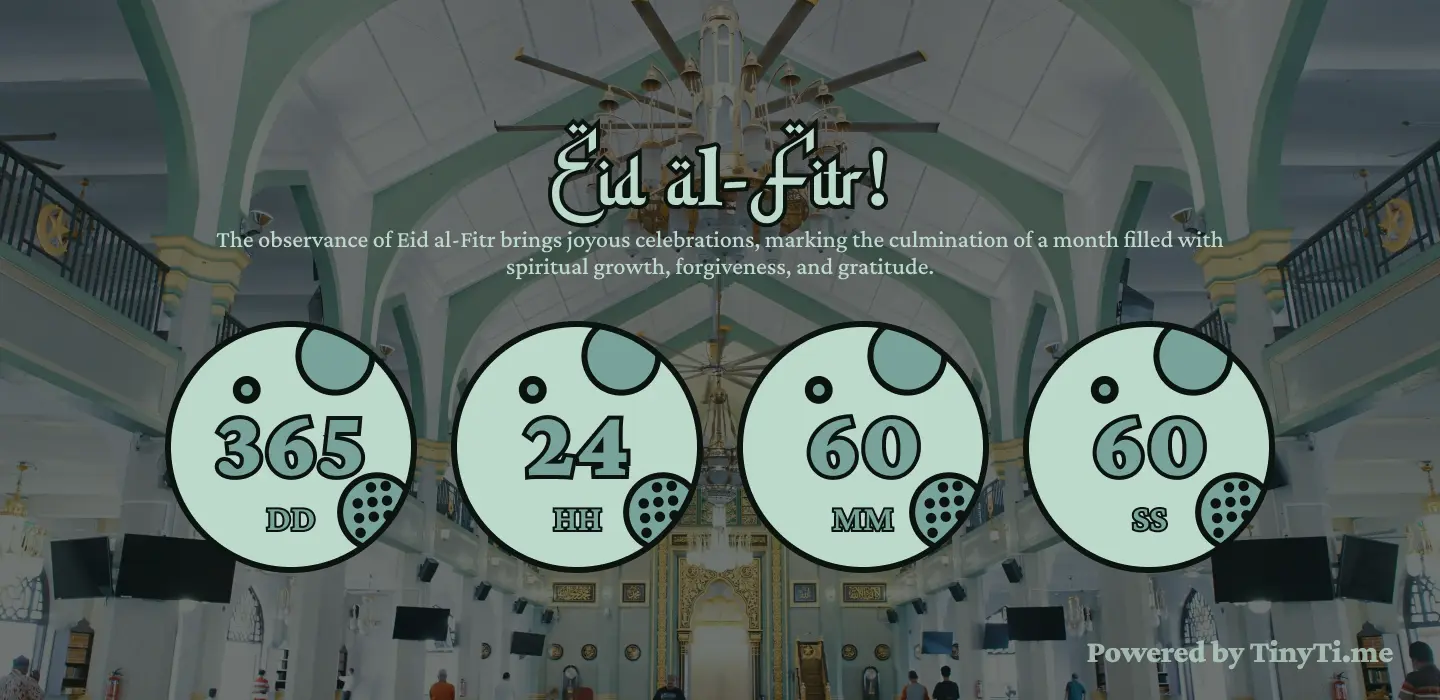 Eid al-Fitr!
The observance of Eid al-Fitr brings joyous celebrations, marking the culmination of a month filled with
spiritual growth, forgiveness, and gratitude.
365 24 60 60
DD HH MM SS
Powered by TinyTi.me